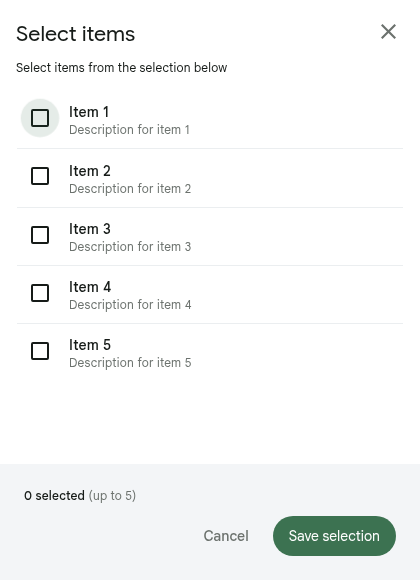 Select items
Select items from the selection below
Item 1
Description for item 1
Item 2
Description for item 2
Item 3
Description for item 3
Item 4
Description for item 4
Item 5
Description for item 5
0 selected (up to 5)
Cancel
Save selection